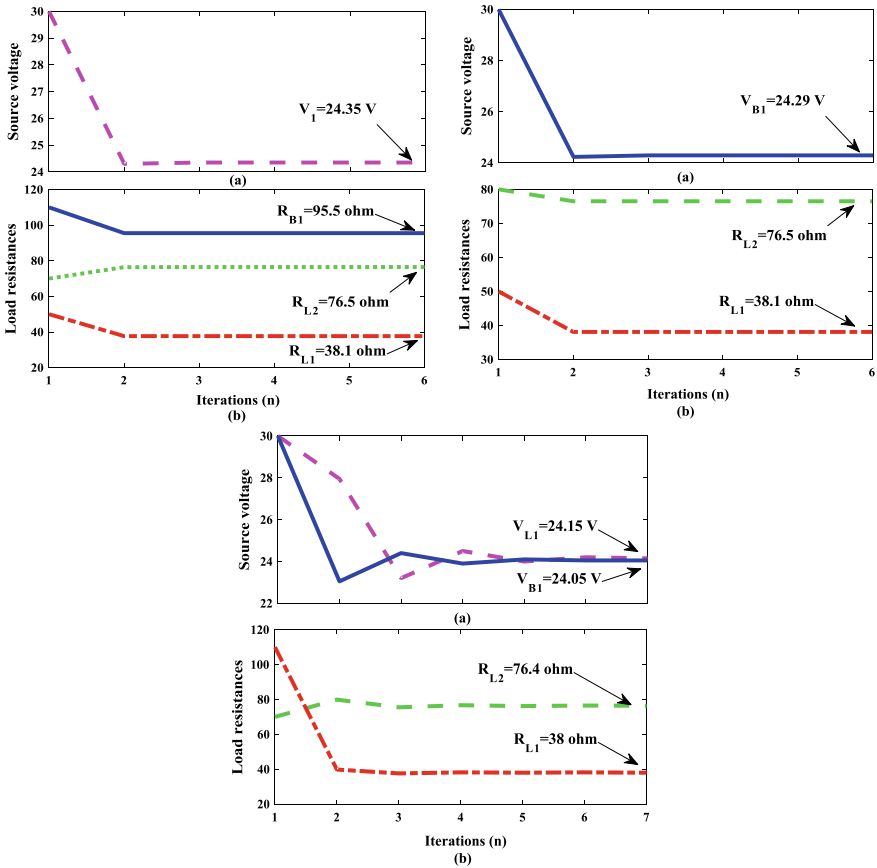 30
29
28
27
26
25
24
Source voltage
V1=24.35 V
(a)
120
100
80
60
40
20
Load resistances
RB1=95.5 ohm
RL2=76.5 ohm
RL1=38.1 ohm
1 2 3 4 5 6
Iterations (n)
(b)
30
28
26
24
Source voltage
VB1=24.29 V
(a)
80
70
60
50
40
30
Load resistances
RL2=76.5 ohm
RL1=38.1 ohm
1 2 3 4 5 6
Iterations (n)
(b)
30
28
26
24
22
Source voltage
VL1=24.15 V
VB1=24.05 V
(a)
120
100
80
60
40
20
Load resistances
RL2=76.4 ohm
RL1=38 ohm
1 2 3 4 5 6 7
Iterations (n)
(b)